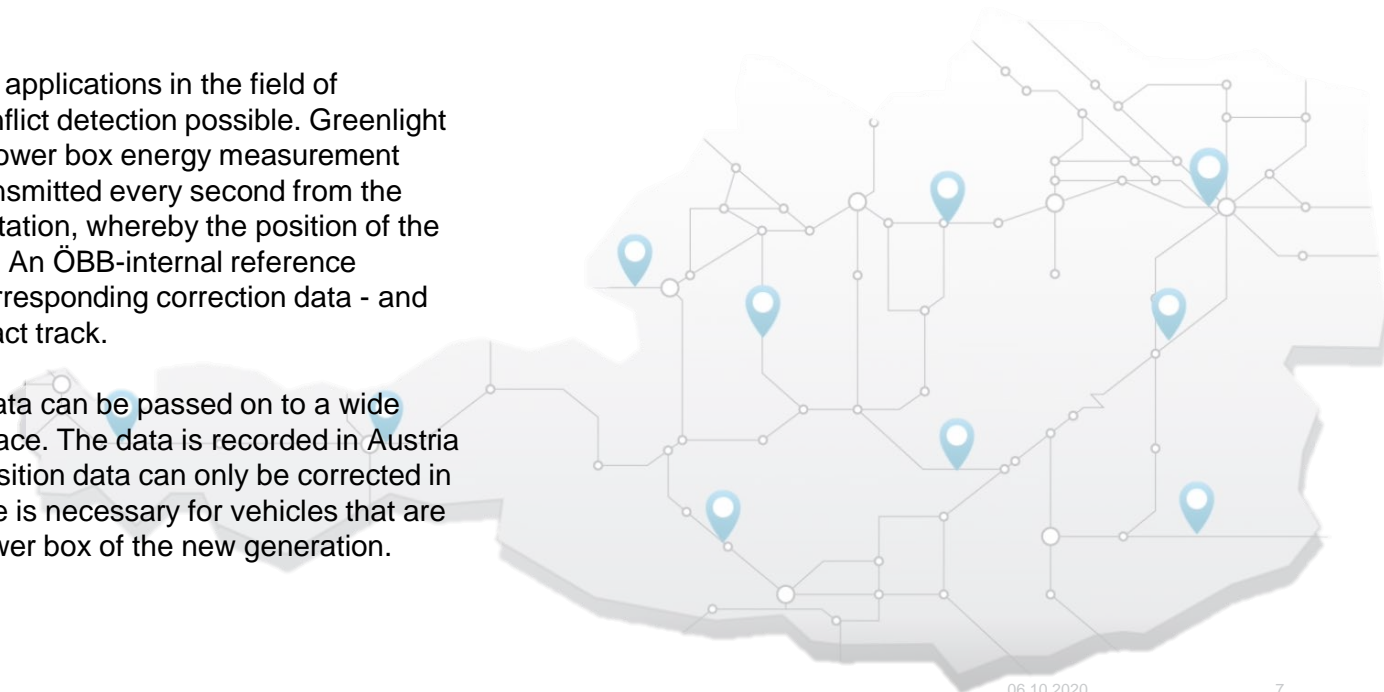 applications in the field of
nflict detection possible. Greenlight
ower box energy measurement
nsmitted every second from the
tation, whereby the position of the
An ÖBB-internal reference
rresponding correction data - and
act track.
ata can be passed on to a wide
ace. The data is recorded in Austria
sition data can only be corrected in
e is necessary for vehicles that are
wer box of the new generation.
06.10.2020
7